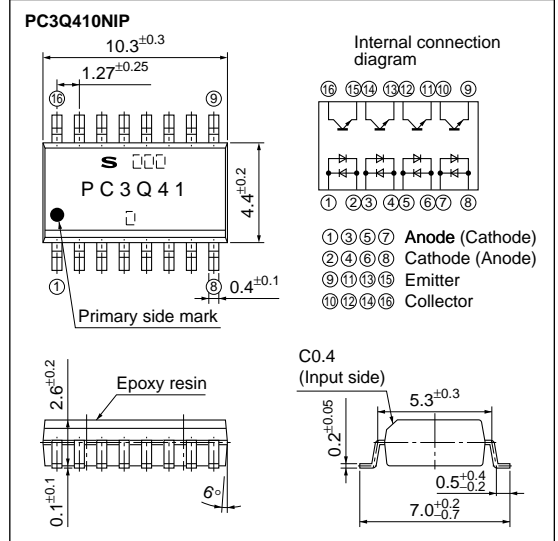 PC3Q410NIP
10.3±0.3
1.27±0.25
⑯ ⑨
S
PC3Q41
4.4±0.2
① ⑧
0.4±0.1
Primary side mark
Internal connection
diagram
⑯ ⑮⑭ ⑬⑫ ⑪⑩ ⑨
① ②③ ④⑤ ⑥⑦ ⑧
①③⑤⑦ Anode (Cathode)
②④⑥⑧ Cathode (Anode)
⑨⑪⑬⑮ Emitter
⑩⑫⑭⑯ Collector
2.6±0.2
Epoxy resin
0.1±0.1
6°
C0.4
(Input side)
5.3±0.3
0.2±0.05
0.5+0.4−0.2
7.0+0.2−0.7